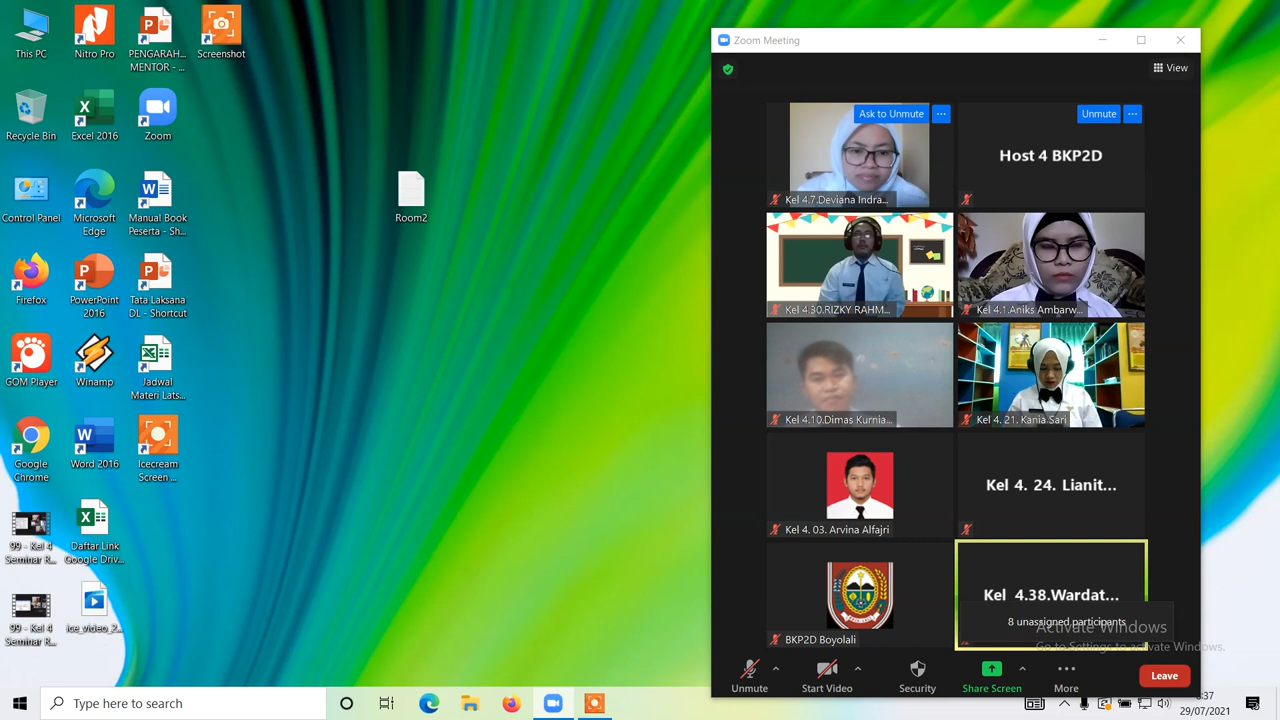 This PC
Nitro Pro
PENGARAH...
MENTOR - ...
Screenshot
Recycle Bin
Excel 2016
Zoom
Control Panel
Microsoft
Edge
Manual Book
Peserta - Sh...
Room2
Firefox
PowerPoint
2016
Tata Laksana
DL - Shortcut
GOM Player
Winamp
Jadwal
Materi Lats...
Google
Chrome
Word 2016
Icecream
Screen ...
99 - Kel 4
Seminar R...
Daftar Link
Google Driv...
99 - Kel 4
Seminar R...
Zoom Meeting
View
Ask to Unmute
Kel 4.7.Deviana Indra...
Unmute
Host 4 BKP2D
Kel 4.30.RIZKY RAHM...
Kel 4.1.Aniks Ambarw...
Kel 4.10.Dimas Kurnia...
Kel 4. 21. Kania Sari
Kel 4. 03. Arvina Alfajri
Kel 4. 24. Lianit...
BKP2D Boyolali
Kel 4.38.Wardat...
8 unassigned participants
Activate Windows
Go to Settings to activate Windows.
Unmute
Start Video
Security
Share Screen
More
Leave
Type here to search
:37
29/07/2021